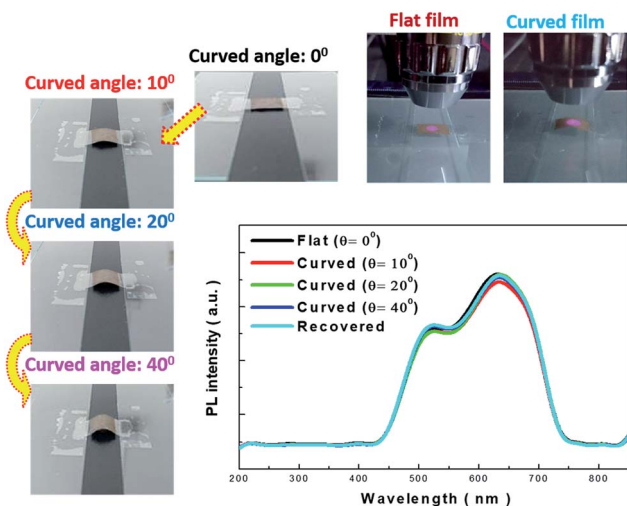 Flat film
Curved film
Curved angle: 0⁰
Curved angle: 10⁰
Curved angle: 20⁰
Curved angle: 40⁰
PL intensity ( a.u. )
Flat (θ= 0⁰)
Curved (θ= 10⁰)
Curved (θ= 20⁰)
Curved (θ= 40⁰)
Recovered
200 300 400 500 600 700 800
Wavelength ( nm )